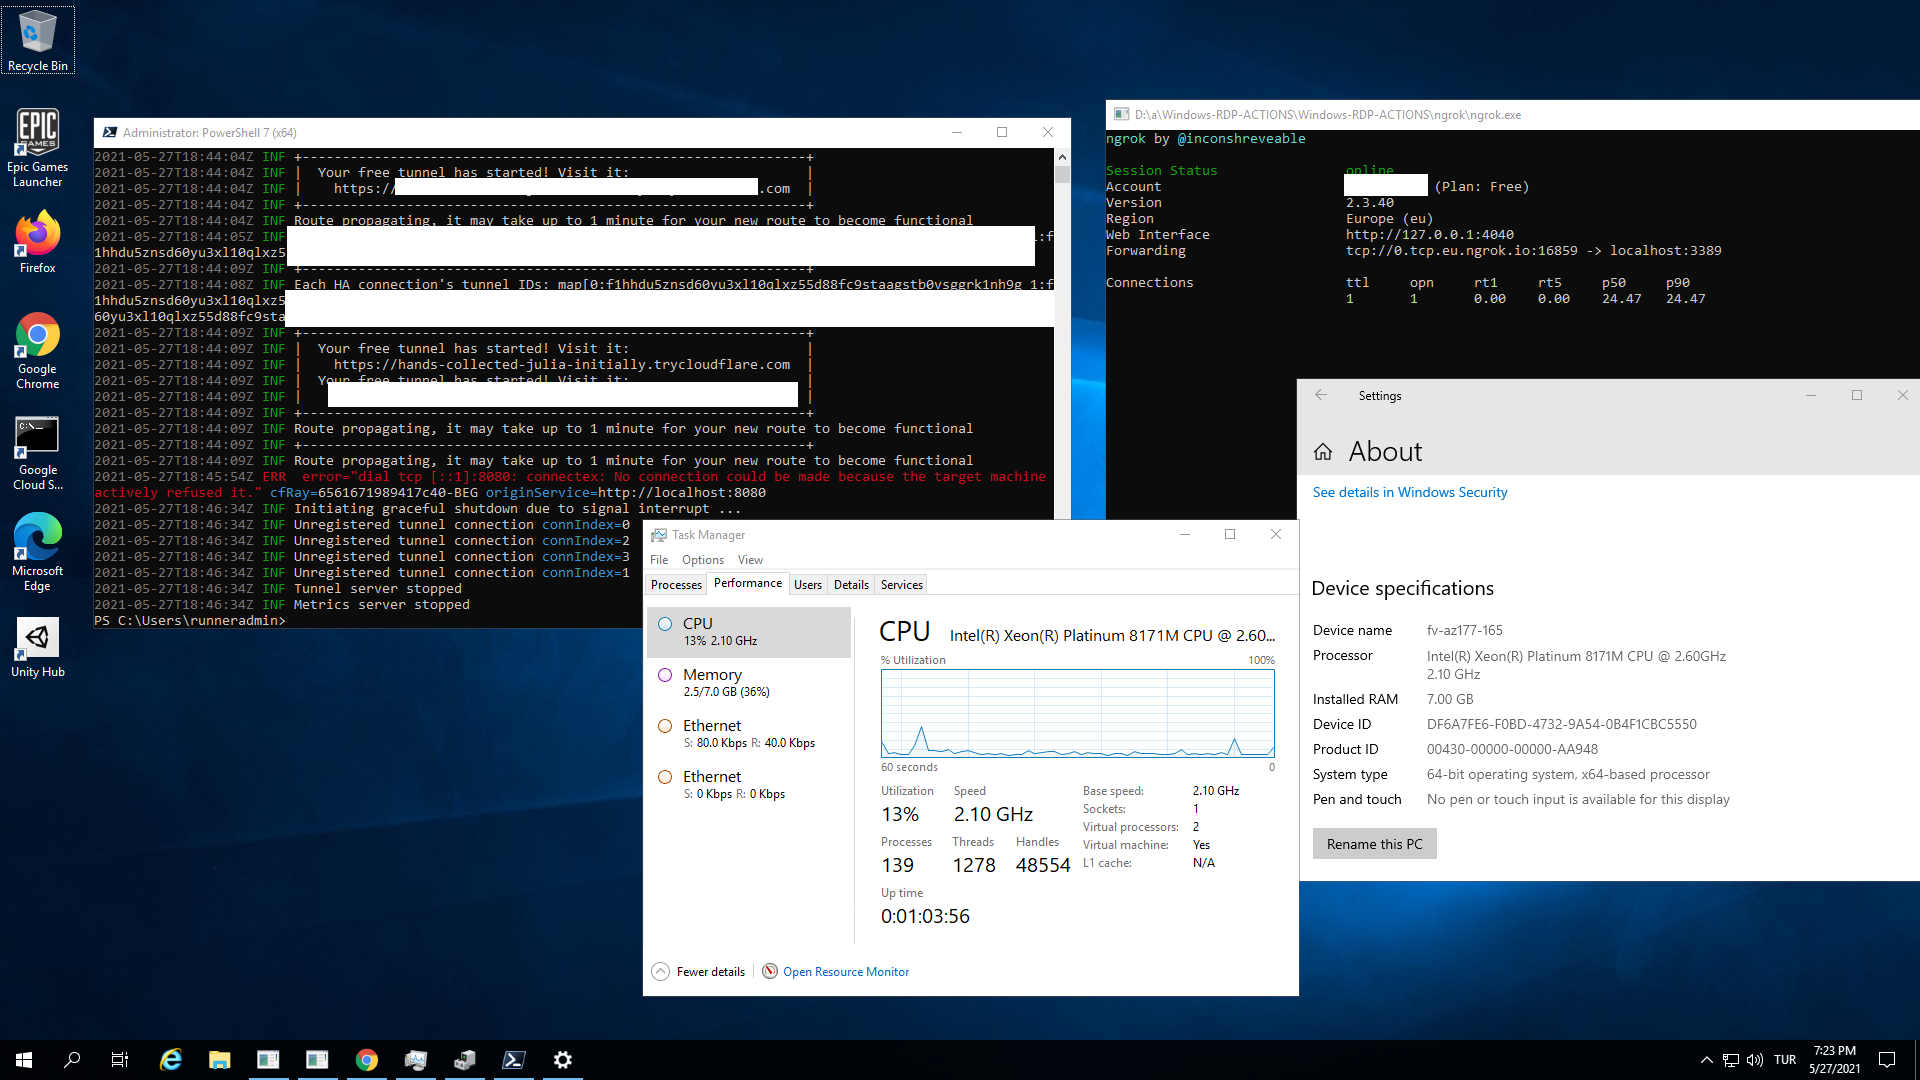 Recycle Bin
Epic Games
Launcher
Firefox
Google
Chrome
Google
Cloud S...
Microsoft
Edge
Unity Hub
Administrator: PowerShell 7 (x64)
2021-05-27T18:44:04Z INF +--------------------------------------------------------------+
2021-05-27T18:44:04Z INF | Your free tunnel has started! Visit it: |
2021-05-27T18:44:04Z INF | https:// .com |
2021-05-27T18:44:04Z INF +--------------------------------------------------------------+
2021-05-27T18:44:04Z INF Route propagating, it may take up to 1 minute for your new route to become functional
2021-05-27T18:44:05Z INF 1:f
1hhdu5znsd60yu3xl10qlxz5
2021-05-27T18:44:09Z INF +--------------------------------------------------------------+
2021-05-27T18:44:08Z INF Each HA connection's tunnel IDs: map[0:f1hhdu5znsd60yu3xl10qlxz55d88fc9staagstb0vsggrk1nh9g 1:f
1hhdu5znsd60yu3xl10qlxz5
60yu3xl10qlxz55d88fc9sta
2021-05-27T18:44:09Z INF +--------------------------------------------------------------+
2021-05-27T18:44:09Z INF | Your free tunnel has started! Visit it: |
2021-05-27T18:44:09Z INF | https://hands-collected-julia-initially.trycloudflare.com |
2021-05-27T18:44:09Z INF | Your free tunnel has started! Visit it: |
2021-05-27T18:44:09Z INF | |
2021-05-27T18:44:09Z INF +--------------------------------------------------------------+
2021-05-27T18:44:09Z INF Route propagating, it may take up to 1 minute for your new route to become functional
2021-05-27T18:44:09Z INF +--------------------------------------------------------------+
2021-05-27T18:44:09Z INF Route propagating, it may take up to 1 minute for your new route to become functional
2021-05-27T18:45:54Z ERR error="dial tcp [::1]:8080: connectex: No connection could be made because the target machine
actively refused it." cfRay=6561671989417c40-BEG originService=http://localhost:8080
2021-05-27T18:46:34Z INF Initiating graceful shutdown due to signal interrupt ...
2021-05-27T18:46:34Z INF Unregistered tunnel connection connIndex=0
2021-05-27T18:46:34Z INF Unregistered tunnel connection connIndex=2
2021-05-27T18:46:34Z INF Unregistered tunnel connection connIndex=3
2021-05-27T18:46:34Z INF Unregistered tunnel connection connIndex=1
2021-05-27T18:46:34Z INF Tunnel server stopped
2021-05-27T18:46:34Z INF Metrics server stopped
PS C:\Users\runneradmin>
D:\a\Windows-RDP-ACTIONS\Windows-RDP-ACTIONS\ngrok\ngrok.exe
ngrok by @inconshreveable
Session Status online
Account (Plan: Free)
Version 2.3.40
Region Europe (eu)
Web Interface http://127.0.0.1:4040
Forwarding tcp://0.tcp.eu.ngrok.io:16859 -> localhost:3389
Connections ttl opn rt1 rt5 p50 p90
1 1 0.00 0.00 24.47 24.47
Settings
About
See details in Windows Security
Device specifications
Device name fv-az177-165
Processor Intel(R) Xeon(R) Platinum 8171M CPU @ 2.60GHz
2.10 GHz
Installed RAM 7.00 GB
Device ID DF6A7FE6-F0BD-4732-9A54-0B4F1CBC5550
Product ID 00430-00000-00000-AA948
System type 64-bit operating system, x64-based processor
Pen and touch No pen or touch input is available for this display
Rename this PC
Task Manager
File Options View
Processes Performance Users Details Services
CPU
13% 2.10 GHz
Memory
2.5/7.0 GB (36%)
Ethernet
S: 80.0 Kbps R: 40.0 Kbps
Ethernet
S: 0 Kbps R: 0 Kbps
CPU Intel(R) Xeon(R) Platinum 8171M CPU @ 2.60...
% Utilization 100%
60 seconds 0
Utilization Speed
13% 2.10 GHz
Processes Threads Handles
139 1278 48554
Up time
0:01:03:56
Base speed: 2.10 GHz
Sockets: 1
Virtual processors: 2
Virtual machine: Yes
L1 cache: N/A
Fewer details
Open Resource Monitor
TUR
7:23 PM
5/27/2021